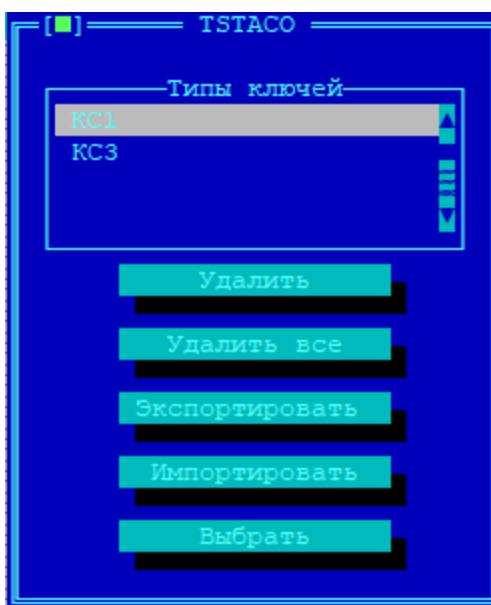 TSTACO
Типы ключей
КС1
КС3
Удалить
Удалить все
Экспортировать
Импортировать
Выбрать